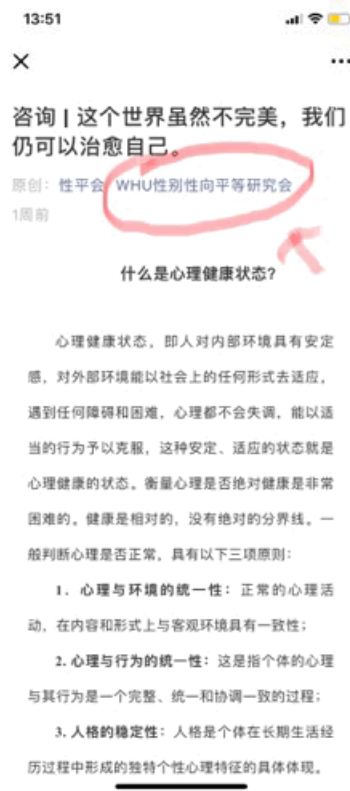 13:51
咨询 | 这个世界虽然不完美，我们
仍可以治愈自己。
原创： 性平会 WHU性别性向平等研究会
1周前
什么是心理健康状态?
心理健康状态，即人对内部环境具有安定
感，对外部环境能以社会上的任何形式去适应，
遇到任何障碍和困难，心理都不会失调，能以适
当的行为予以克服，这种安定、适应的状态就是
心理健康的状态。衡量心理是否绝对健康是非常
困难的。健康是相对的，没有绝对的分界线。一
般判断心理是否正常，具有以下三项原则：
1. 心理与环境的统一性：正常的心理活
动，在内容和形式上与客观环境具有一致性；
2. 心理与行为的统一性：这是指个体的心理
与其行为是一个完整、统一和协调一致的过程；
3. 人格的稳定性：人格是个体在长期生活经
历过程中形成的独特个性心理特征的具体体现。